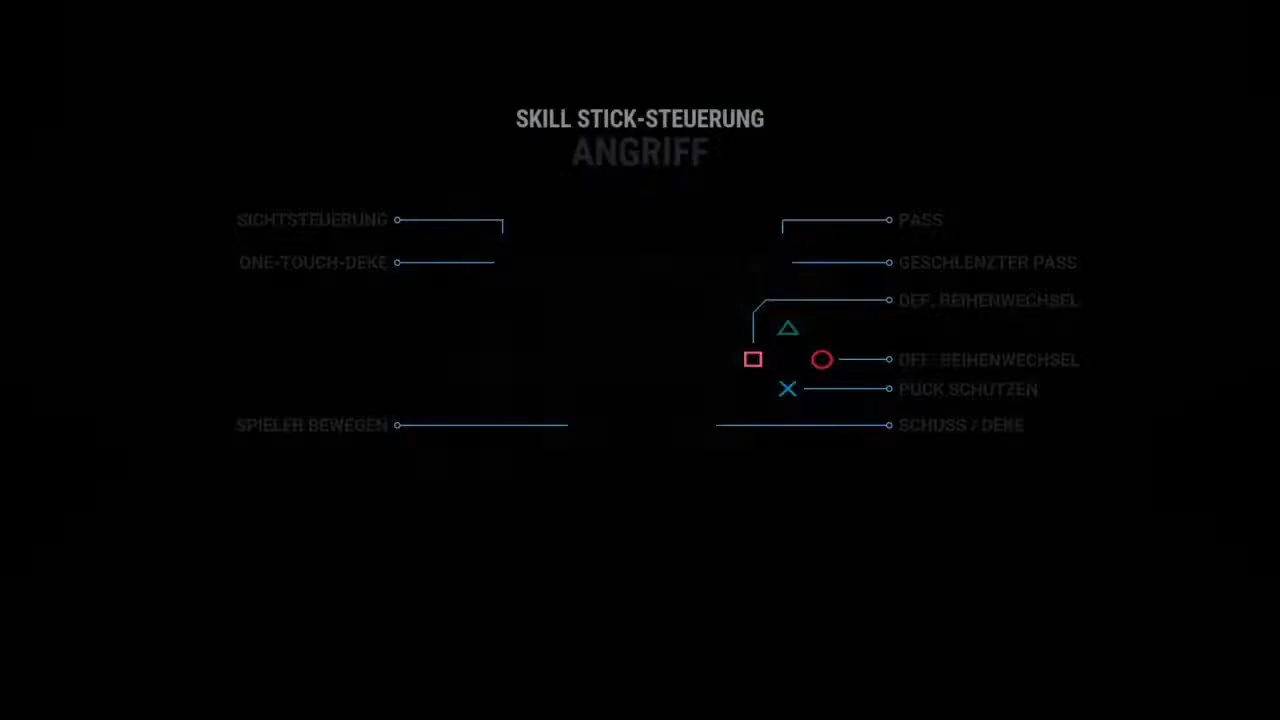 SKILL STICK-STEUERUNG
ANGRIFF
SICHTSTEUERUNG
PASS
ONE-TOUCH-DEKE
GESCHLENZTER PASS
DEF. REIHENWECHSEL
OFF. REIHENWECHSEL
PUCK SCHÜTZEN
SPIELER BEWEGEN
SCHUSS / DEKE